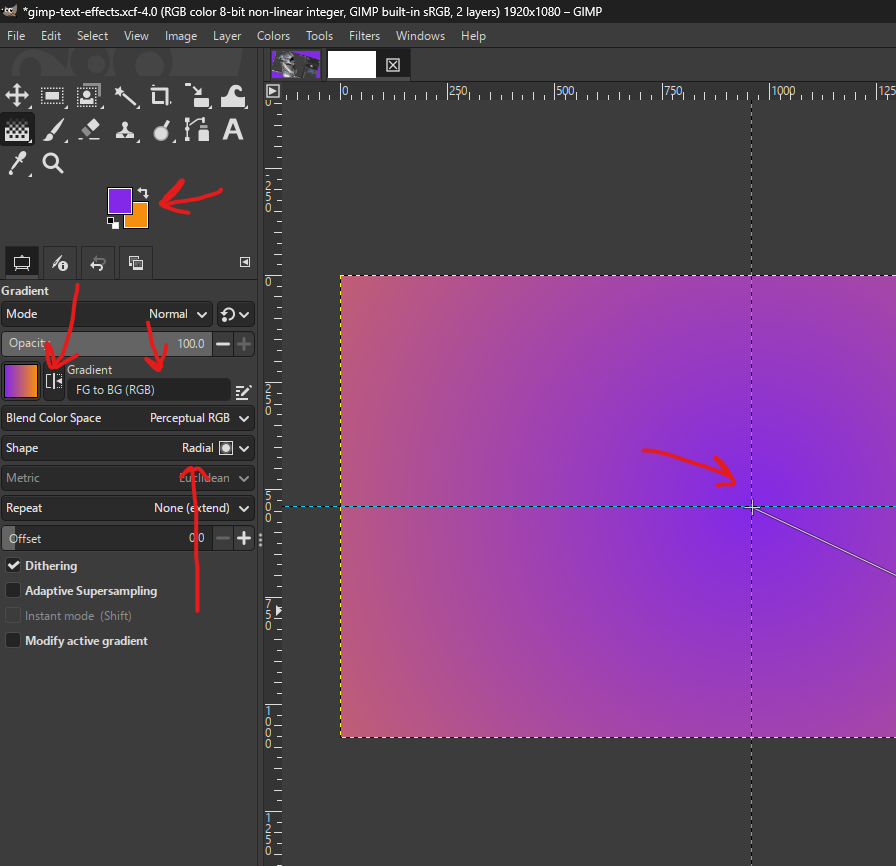 *gimp-text-effects.xcf-4.0 (RGB color 8-bit non-linear integer, GIMP built-in sRGB, 2 layers) 1920x1080 – GIMP
File Edit Select View Image Layer Colors Tools Filters Windows Help
0 250 500 750 1000 125
0
250
0
250
500
750
1000
1250
Gradient
Mode Normal
Opacity 100.0
Gradient
FG to BG (RGB)
Blend Color Space Perceptual RGB
Shape Radial
Metric Euclidean
Repeat None (extend)
Offset 0.0
Dithering
Adaptive Supersampling
Instant mode (Shift)
Modify active gradient